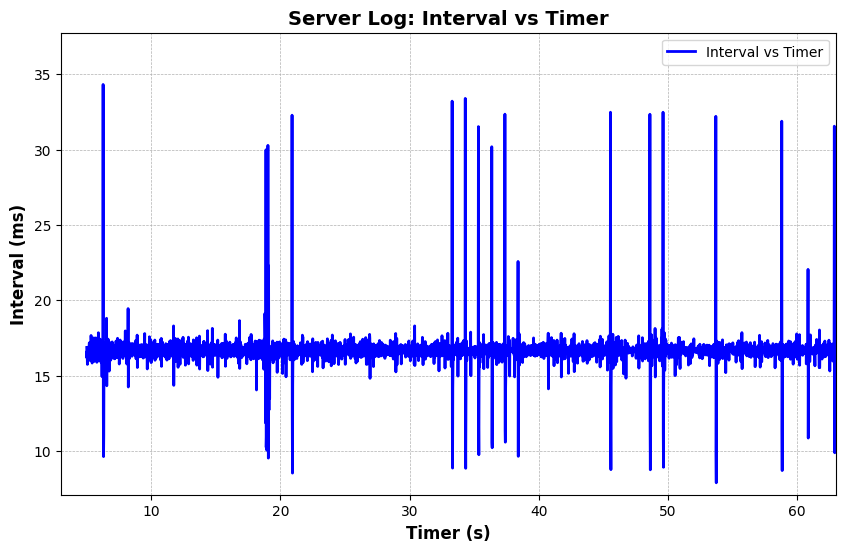 Server Log: Interval vs Timer
Interval vs Timer
35
30
25
20
15
10
Interval (ms)
10 20 30 40 50 60
Timer (s)